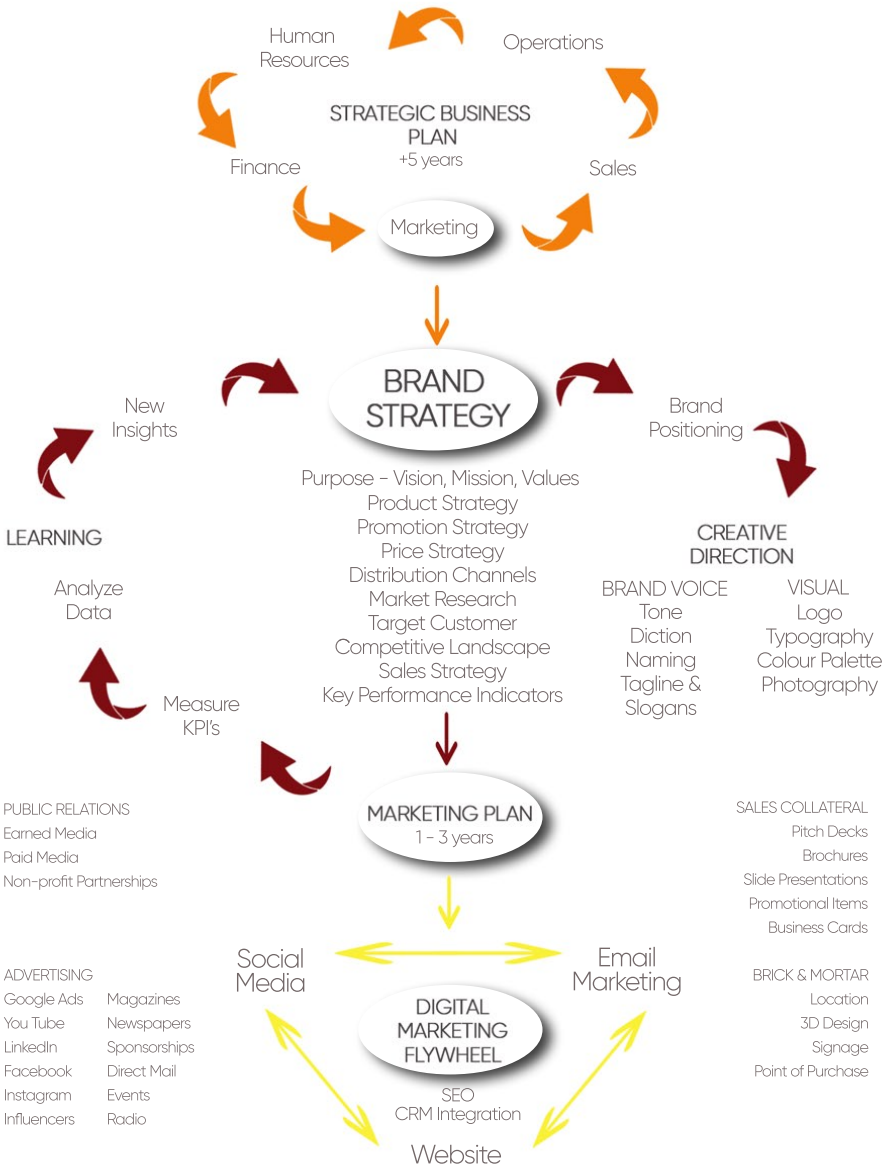 Human
Resources
Operations
STRATEGIC BUSINESS
PLAN
+5 years
Finance
Sales
Marketing
BRAND
STRATEGY
New
Insights
Brand
Positioning
Purpose - Vision, Mission, Values
Product Strategy
Promotion Strategy
Price Strategy
Distribution Channels
Market Research
Target Customer
Competitive Landscape
Sales Strategy
Key Performance Indicators
LEARNING
Analyze
Data
Measure
KPI's
CREATIVE
DIRECTION
BRAND VOICE
Tone
Diction
Naming
Tagline &
Slogans
VISUAL
Logo
Typography
Colour Palette
Photography
MARKETING PLAN
1 - 3 years
PUBLIC RELATIONS
Earned Media
Paid Media
Non-profit Partnerships
SALES COLLATERAL
Pitch Decks
Brochures
Slide Presentations
Promotional Items
Business Cards
Social
Media
Email
Marketing
DIGITAL
MARKETING
FLYWHEEL
SEO
CRM Integration
Website
ADVERTISING
Google Ads
You Tube
LinkedIn
Facebook
Instagram
Influencers
Magazines
Newspapers
Sponsorships
Direct Mail
Events
Radio
BRICK & MORTAR
Location
3D Design
Signage
Point of Purchase